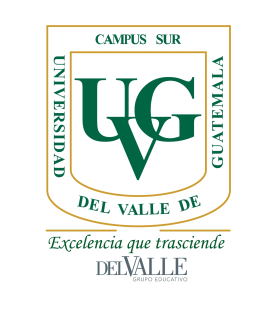 CAMPUS SUR
UNIVERSIDAD
DEL VALLE DE
GUATEMALA
UVG
Excelencia que trasciende
DELVALLE
GRUPO EDUCATIVO